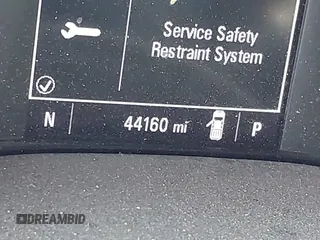 Service Safety
Restraint System
N 44160 mi P
DREAMBID